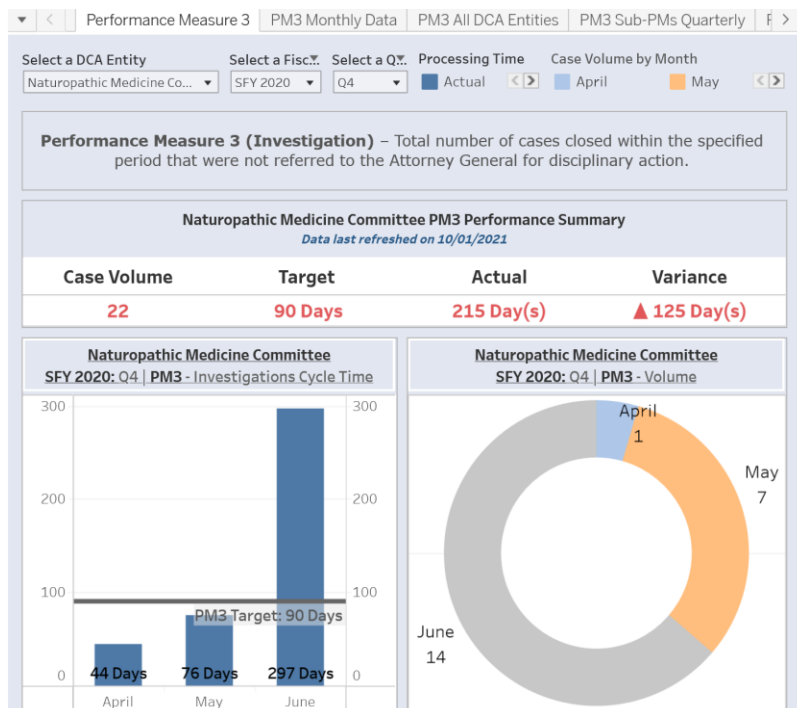 Performance Measure 3
PM3 Monthly Data
PM3 All DCA Entities
PM3 Sub-PMs Quarterly
Select a DCA Entity
Naturopathic Medicine Co...
Select a Fisc...
SFY 2020
Select a Q...
Q4
Processing Time
Actual
Case Volume by Month
April
May
Performance Measure 3 (Investigation) – Total number of cases closed within the specified
period that were not referred to the Attorney General for disciplinary action.
Naturopathic Medicine Committee PM3 Performance Summary
Data last refreshed on 10/01/2021
Case Volume Target Actual Variance
22 90 Days 215 Day(s) ▲ 125 Day(s)
Naturopathic Medicine Committee
SFY 2020: Q4 | PM3 - Investigations Cycle Time
300 300
200 200
100 100
PM3 Target: 90 Days
0 44 Days 76 Days 297 Days 0
April May June
Naturopathic Medicine Committee
SFY 2020: Q4 | PM3 - Volume
April
1
May
7
June
14